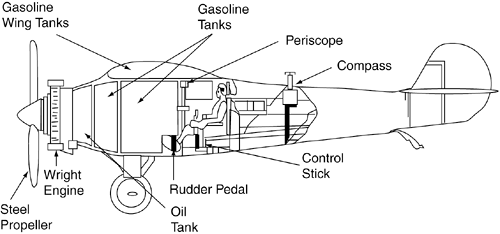 Gasoline
Wing Tanks
Gasoline
Tanks
Periscope
Compass
Wright
Engine
Steel
Propeller
Oil
Tank
Rudder Pedal
Control
Stick